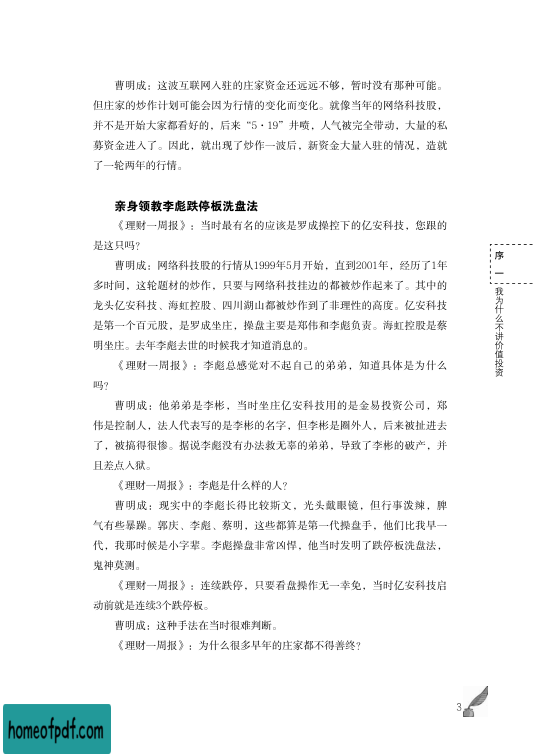 曹明成：这波互联网入驻的庄家资金还远远不够，暂时没有那种可能。
但庄家的炒作计划可能会因为行情的变化而变化。就像当年的网络科技股，
并不是开始大家都看好的，后来“5·19”井喷，人气被完全带动，大量的私
募资金进入了。因此，就出现了炒作一波后，新资金大量入驻的情况，造就
了一轮两年的行情。
亲身领教李彪跌停板洗盘法
《理财一周报》：当时最有名的应该是罗成操控下的亿安科技，您跟的
是这只吗？
曹明成：网络科技股的行情从1999年5月开始，直到2001年，经历了1年
多时间，这轮题材的炒作，只要与网络科技挂边的都被炒作起来了。其中的
龙头亿安科技、海虹控股、四川湖山都被炒作到了非理性的高度。亿安科技
是第一个百元股，是罗成坐庄，操盘主要是郑伟和李彪负责。海虹控股是蔡
明坐庄。去年李彪去世的时候我才知道消息的。
《理财一周报》：李彪总感觉对不起自己的弟弟，知道具体是为什么
吗？
曹明成：他弟弟是李彬，当时坐庄亿安科技用的是金易投资公司，郑
伟是控制人，法人代表写的是李彬的名字，但李彬是圈外人，后来被扯进去
了，被搞得很惨。据说李彪没有办法救无辜的弟弟，导致了李彬的破产，并
且差点入狱。
《理财一周报》：李彪是什么样的人？
曹明成：现实中的李彪长得比较斯文，光头戴眼镜，但行事泼辣，脾
气有些暴躁。郭庆、李彪、蔡明，这些都算是第一代操盘手，他们比我早一
代，我那时候是小字辈。李彪操盘非常凶悍，他当时发明了跌停板洗盘法，
鬼神莫测。
《理财一周报》：连续跌停，只要看盘操作无一幸免，当时亿安科技启
动前就是连续3个跌停板。
曹明成：这种手法在当时很难判断。
《理财一周报》：为什么很多早年的庄家都不得善终？
序
一
我为什么不讲价值投资
3
homeofpdf.com